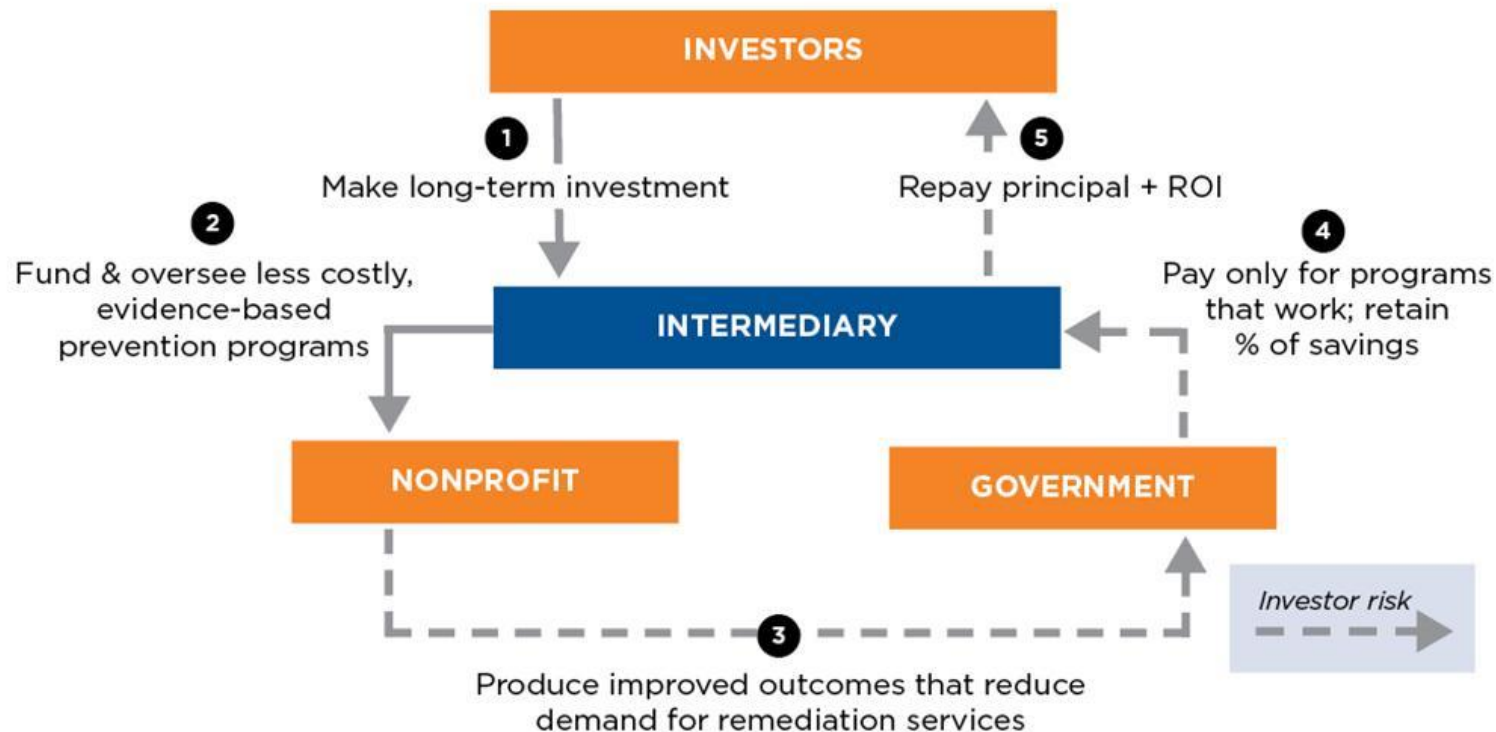 INVESTORS
1
Make long-term investment
5
Repay principal + ROI
2
Fund & oversee less costly,
evidence-based
prevention programs
4
Pay only for programs
that work; retain
% of savings
INTERMEDIARY
NONPROFIT
GOVERNMENT
Investor risk
3
Produce improved outcomes that reduce
demand for remediation services